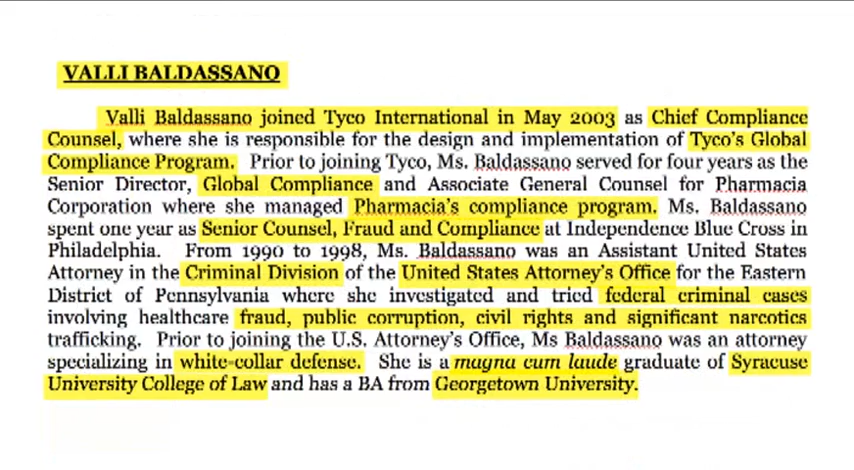 VALLI BALDASSANO
Valli Baldassano joined Tyco International in May 2003 as Chief Compliance
Counsel, where she is responsible for the design and implementation of Tyco's Global
Compliance Program. Prior to joining Tyco, Ms. Baldassano served for four years as the
Senior Director, Global Compliance and Associate General Counsel for Pharmacia
Corporation where she managed Pharmacia's compliance program. Ms. Baldassano
spent one year as Senior Counsel, Fraud and Compliance at Independence Blue Cross in
Philadelphia. From 1990 to 1998, Ms. Baldassano was an Assistant United States
Attorney in the Criminal Division of the United States Attorney's Office for the Eastern
District of Pennsylvania where she investigated and tried federal criminal cases
involving healthcare fraud, public corruption, civil rights and significant narcotics
trafficking. Prior to joining the U.S. Attorney's Office, Ms Baldassano was an attorney
specializing in white-collar defense. She is a magna cum laude graduate of Syracuse
University College of Law and has a BA from Georgetown University.